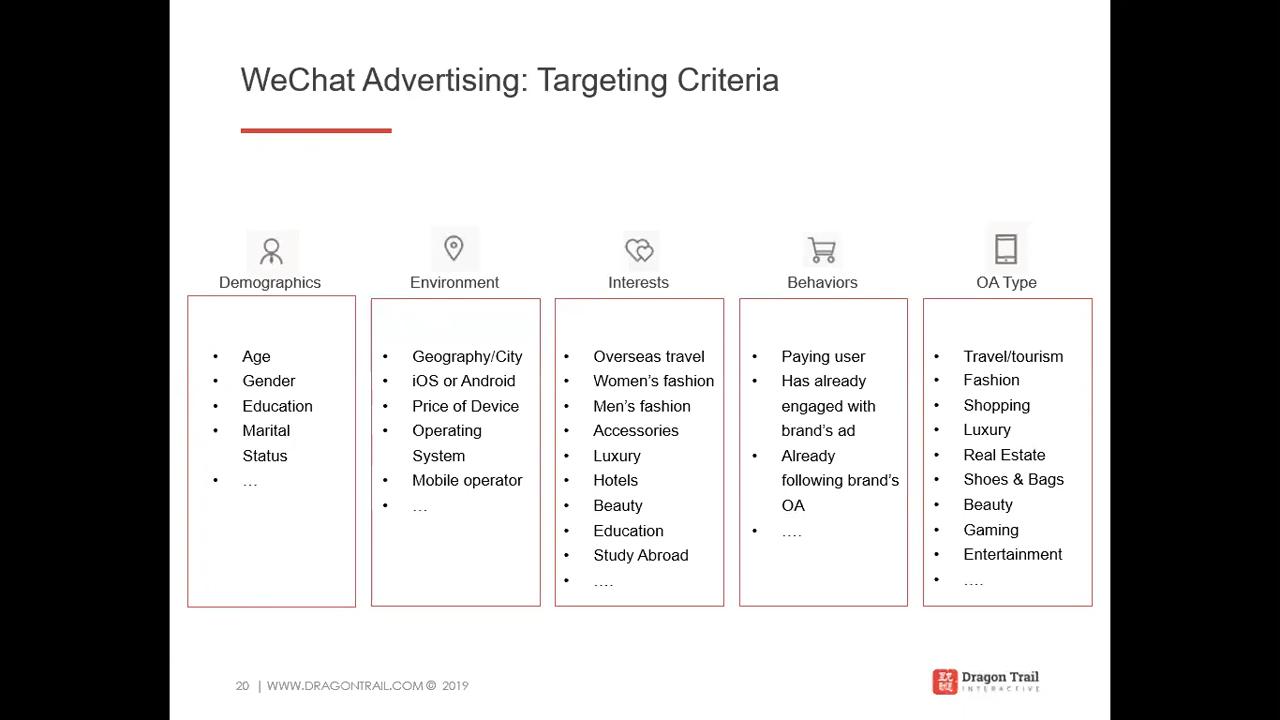 WeChat Advertising: Targeting Criteria
Demographics
• Age
• Gender
• Education
• Marital
Status
• …
Environment
• Geography/City
• iOS or Android
• Price of Device
• Operating
System
• Mobile operator
• …
Interests
• Overseas travel
• Women's fashion
• Men's fashion
• Accessories
• Luxury
• Hotels
• Beauty
• Education
• Study Abroad
• ….
Behaviors
• Paying user
• Has already
engaged with
brand's ad
• Already
following brand's
OA
• ….
OA Type
• Travel/tourism
• Fashion
• Shopping
• Luxury
• Real Estate
• Shoes & Bags
• Beauty
• Gaming
• Entertainment
• ….
20 | WWW.DRAGONTRAIL.COM © 2019
Dragon Trail
INTERACTIVE